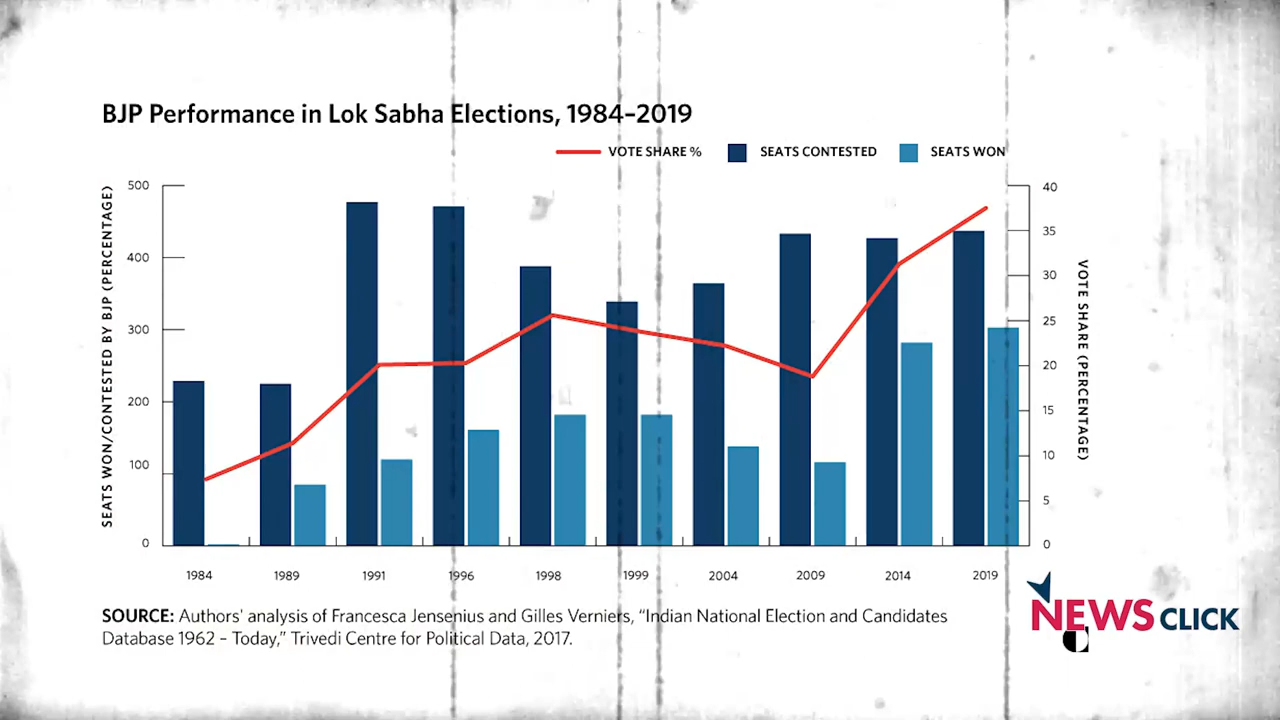 BJP Performance in Lok Sabha Elections, 1984–2019
VOTE SHARE % SEATS CONTESTED SEATS WON
SEATS WON/CONTESTED BY BJP (PERCENTAGE)
500
400
300
200
100
0
40
35
30
25
20
15
10
5
0
VOTE SHARE (PERCENTAGE)
1984 1989 1991 1996 1998 1999 2004 2009 2014 2019
SOURCE: Authors' analysis of Francesca Jensenius and Gilles Verniers, “Indian National Election and Candidates
Database 1962 – Today,” Trivedi Centre for Political Data, 2017.
NEWSCLICK